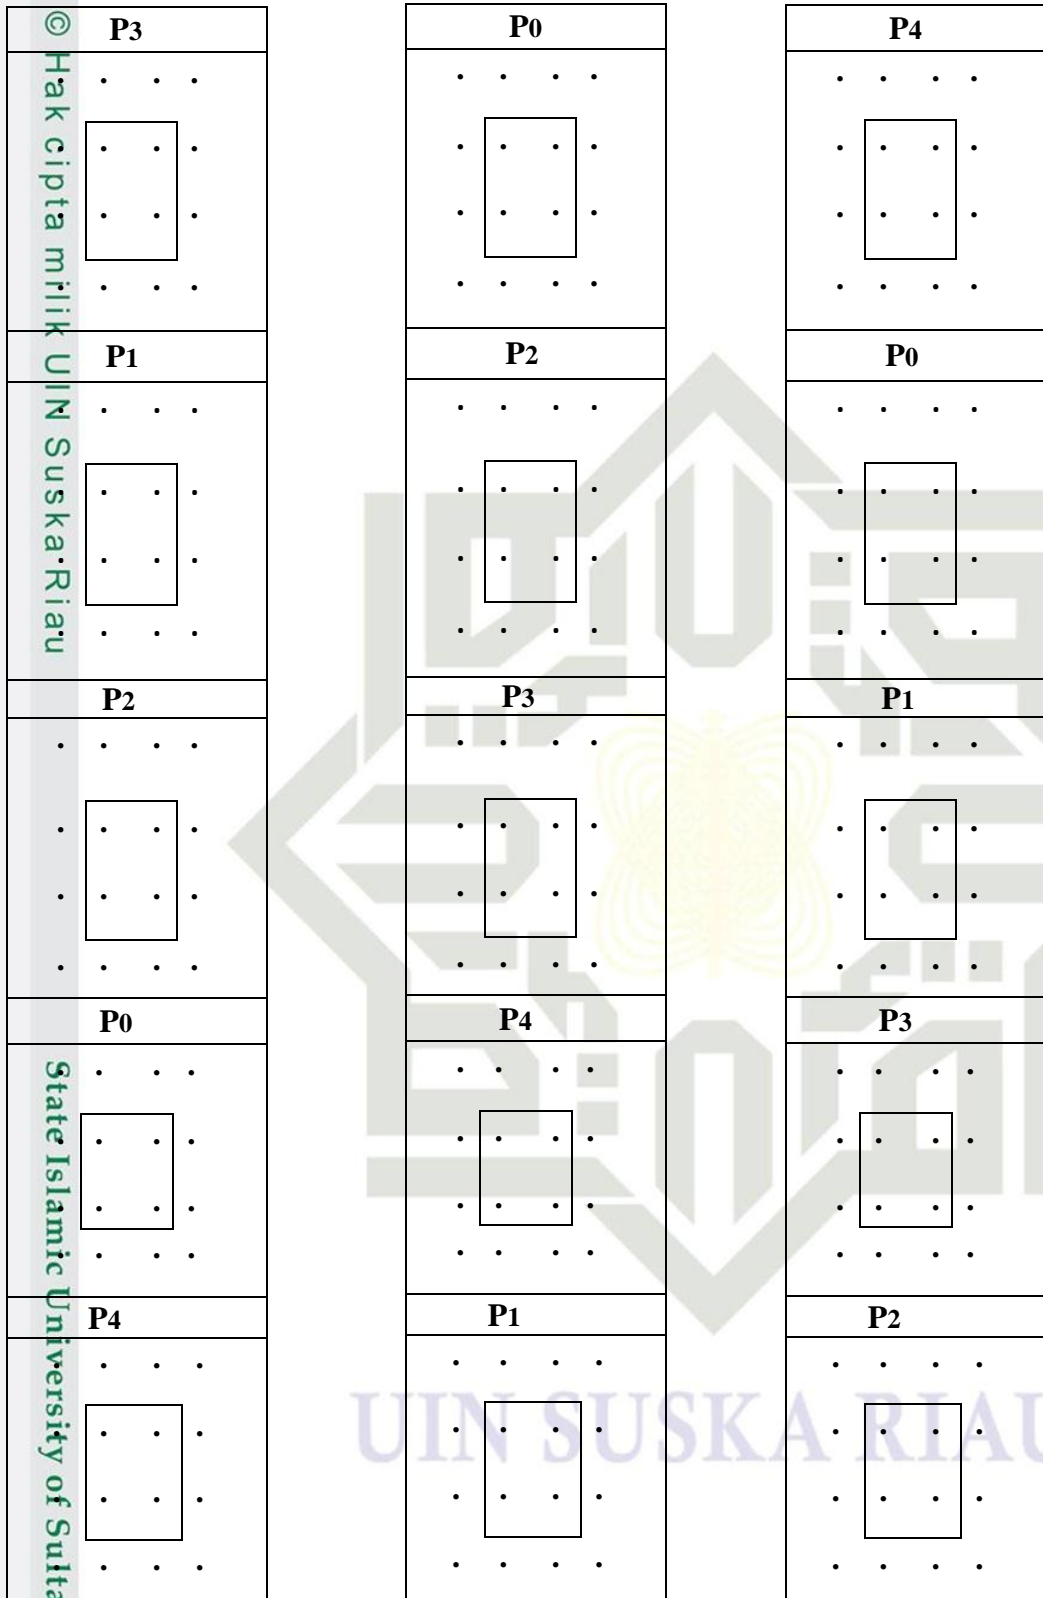 © Hak cipta milik UIN Suska Riau
State Islamic University of Sulta
P3
P0
P4
P1
P2
P0
P2
P3
P1
P0
P4
P3
P4
P1
P2
UIN SUSKA RIAU